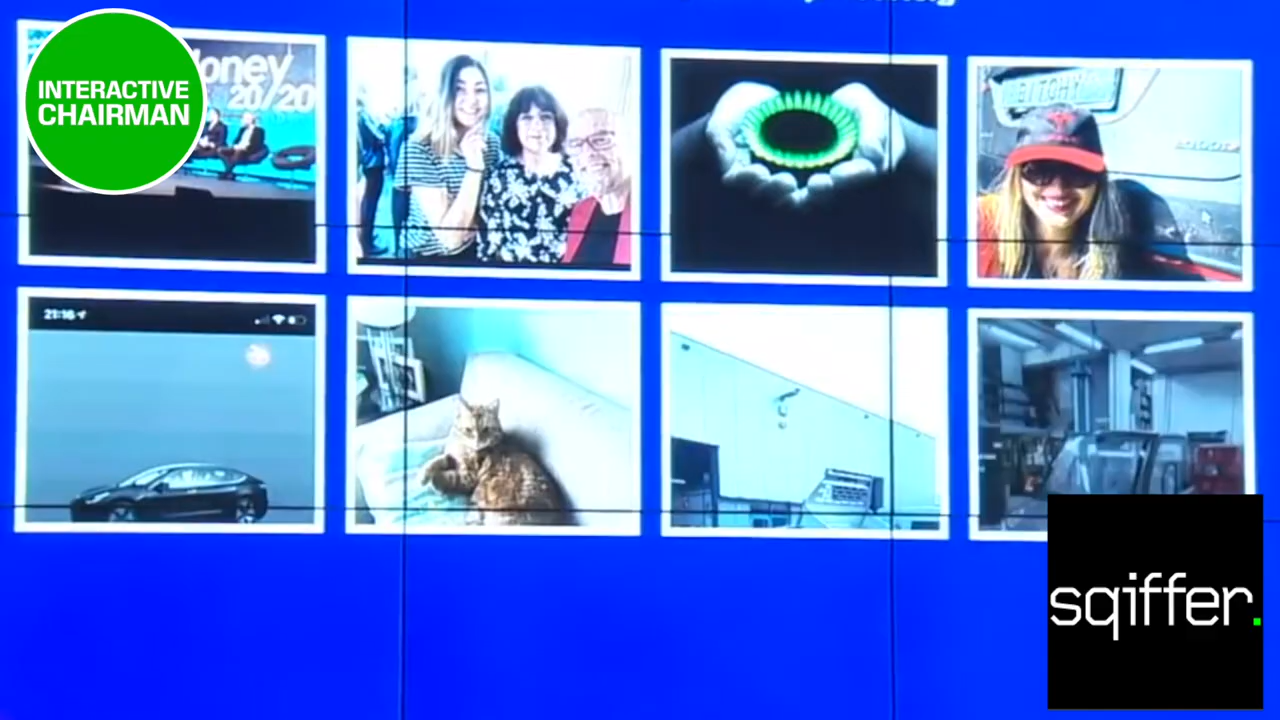 INTERACTIVE
CHAIRMAN
Money
20/20
21:16
sqiffer.